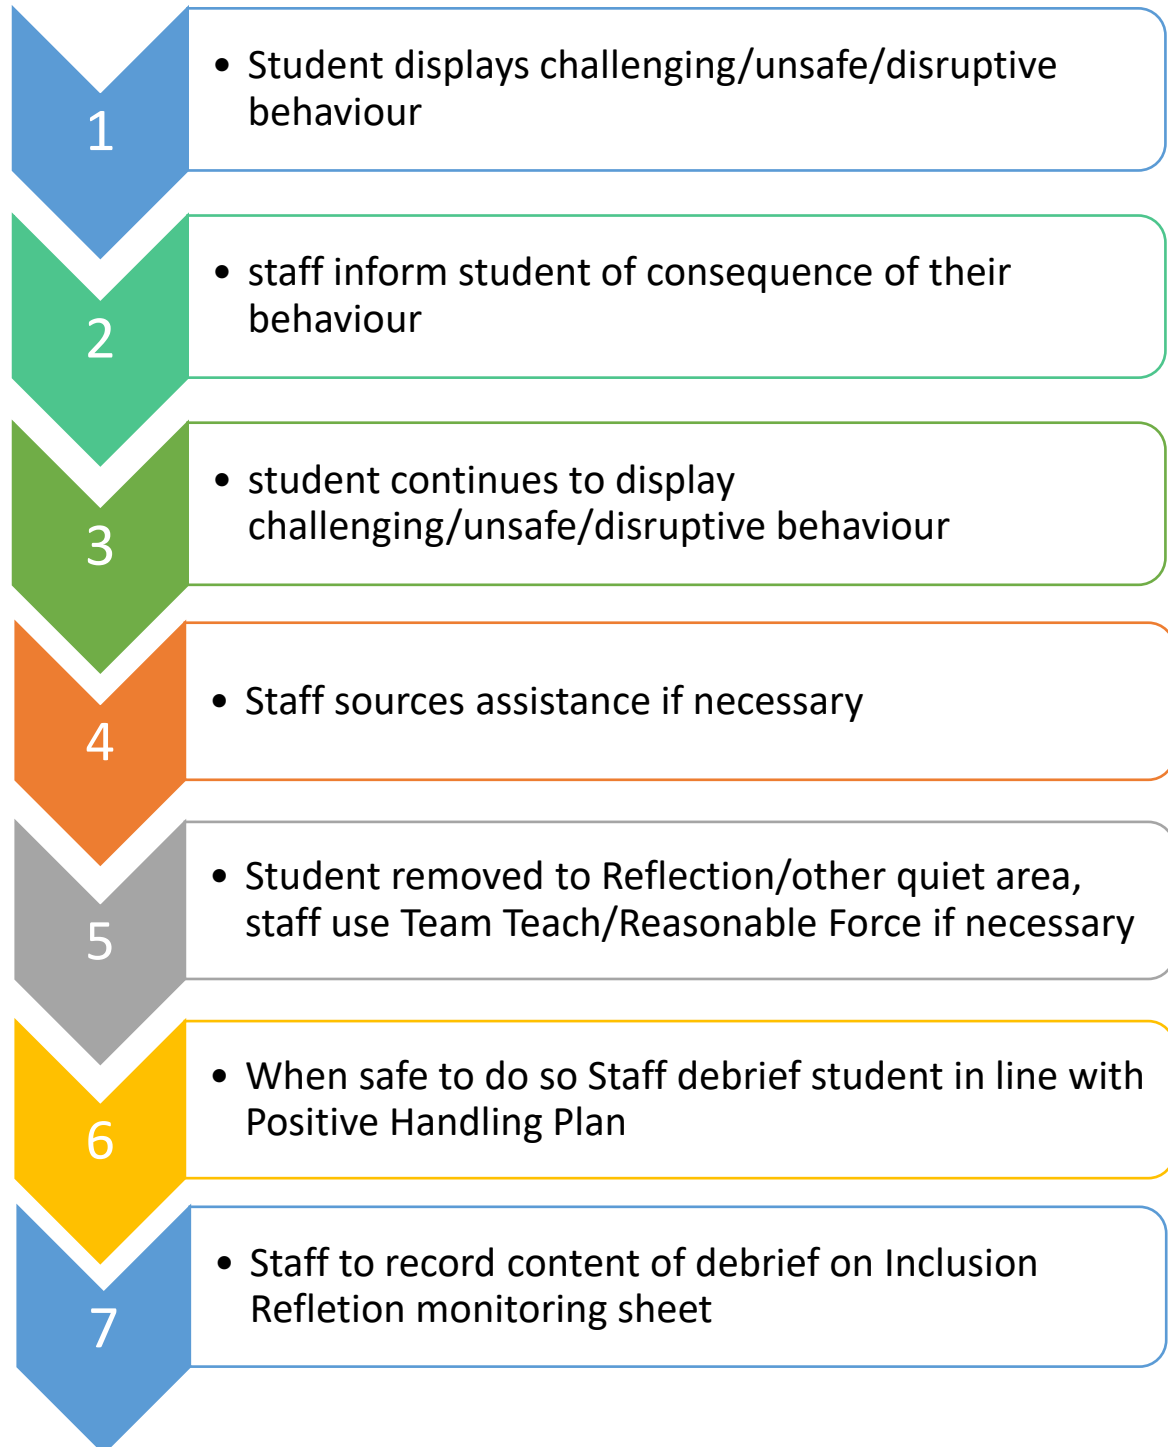 1
• Student displays challenging/unsafe/disruptive
behaviour
2
• staff inform student of consequence of their
behaviour
3
• student continues to display
challenging/unsafe/disruptive behaviour
4
• Staff sources assistance if necessary
5
• Student removed to Reflection/other quiet area,
staff use Team Teach/Reasonable Force if necessary
6
• When safe to do so Staff debrief student in line with
Positive Handling Plan
7
• Staff to record content of debrief on Inclusion
Refletion monitoring sheet